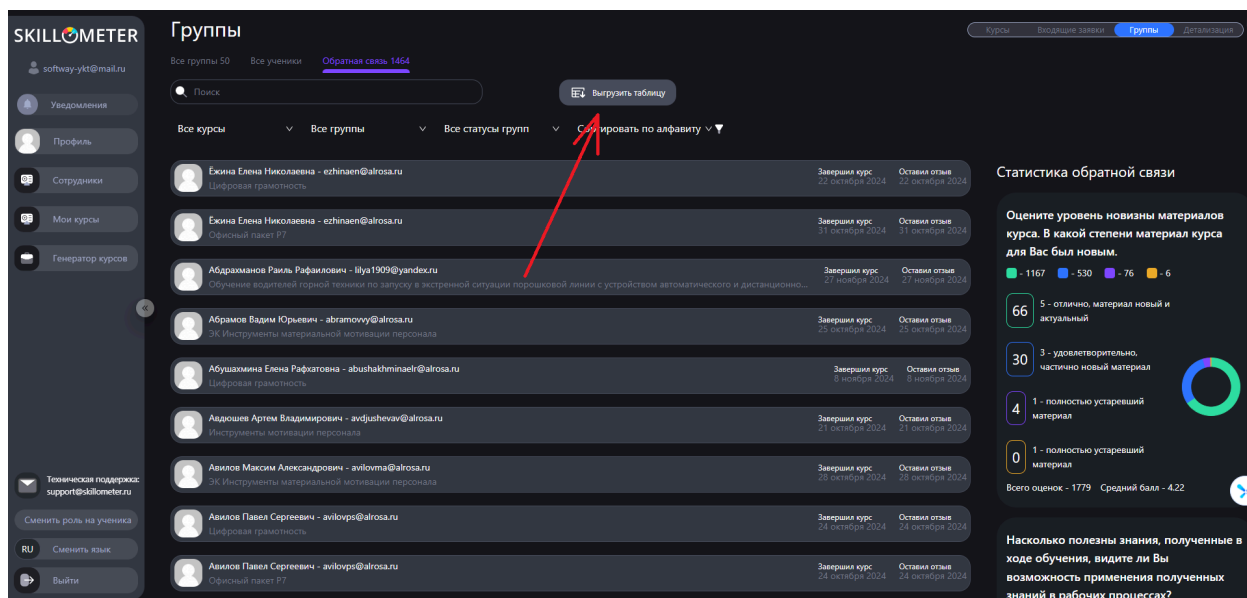 SKILLOMETER
softway-ykt@mail.ru
Уведомления
Профиль
Сотрудники
Мои курсы
Генератор курсов
Техническая поддержка:
support@skillometer.ru
Сменить роль на ученика
RU Сменить язык
Выйти
Группы
Курсы Входящие заявки Группы Детализация
Все группы 50 Все ученики Обратная связь 1464
Поиск
Выгрузить таблицу
Все курсы Все группы Все статусы групп Сортировать по алфавиту
Ёжина Елена Николаевна - ezhinaen@alrosa.ru Завершил курс Оставил отзыв
Цифровая грамотность 22 октября 2024 22 октября 2024
Ёжина Елена Николаевна - ezhinaen@alrosa.ru Завершил курс Оставил отзыв
Офисный пакет Р7 31 октября 2024 31 октября 2024
Абдрахманов Раиль Рафаилович - lilya1909@yandex.ru Завершил курс Оставил отзыв
Обучение водителей горной техники по запуску в экстренной ситуации порошковой линии с устройством автоматического и дистанционно... 27 ноября 2024 27 ноября 2024
Абрамов Вадим Юрьевич - abramovvy@alrosa.ru Завершил курс Оставил отзыв
ЭК Инструменты материальной мотивации персонала 25 октября 2024 25 октября 2024
Абушахмина Елена Рафхатовна - abushakhminaelr@alrosa.ru Завершил курс Оставил отзыв
Цифровая грамотность 8 ноября 2024 8 ноября 2024
Авдюшев Артем Владимирович - avdjushevav@alrosa.ru Завершил курс Оставил отзыв
Инструменты мотивации персонала 21 октября 2024 21 октября 2024
Авилов Максим Александрович - avilovma@alrosa.ru Завершил курс Оставил отзыв
ЭК Инструменты материальной мотивации персонала 28 октября 2024 28 октября 2024
Авилов Павел Сергеевич - avilovps@alrosa.ru Завершил курс Оставил отзыв
Цифровая грамотность 24 октября 2024 24 октября 2024
Авилов Павел Сергеевич - avilovps@alrosa.ru Завершил курс Оставил отзыв
Офисный пакет Р7 24 октября 2024 24 октября 2024
Статистика обратной связи
Оцените уровень новизны материалов
курса. В какой степени материал курса
для Вас был новым.
- 1167 - 530 - 76 - 6
66 5 - отлично, материал новый и
актуальный
30 3 - удовлетворительно,
частично новый материал
4 1 - полностью устаревший
материал
0 1 - полностью устаревший
материал
Всего оценок - 1779 Средний балл - 4.22
Насколько полезны знания, полученные в
ходе обучения, видите ли Вы
возможность применения полученных
знаний в рабочих процессах?